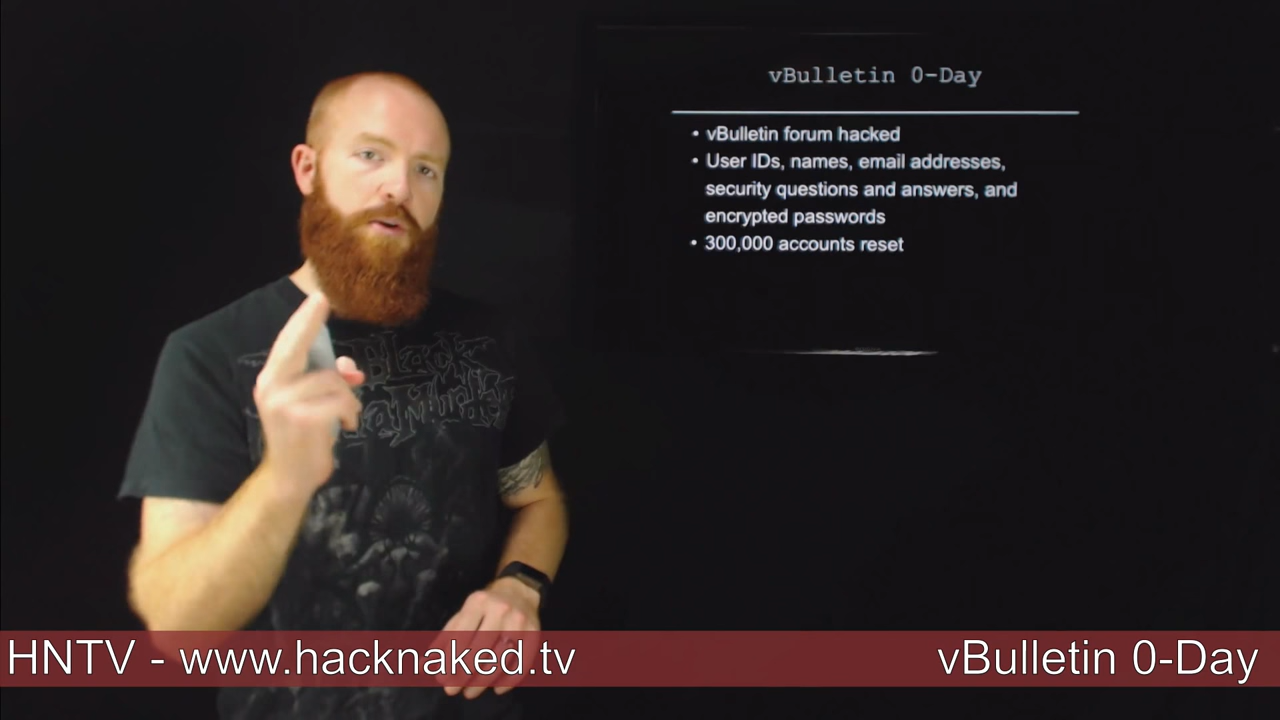 vBulletin 0-Day
• vBulletin forum hacked
• User IDs, names, email addresses,
security questions and answers, and
encrypted passwords
• 300,000 accounts reset
Black
HNTV - www.hacknaked.tv
vBulletin 0-Day